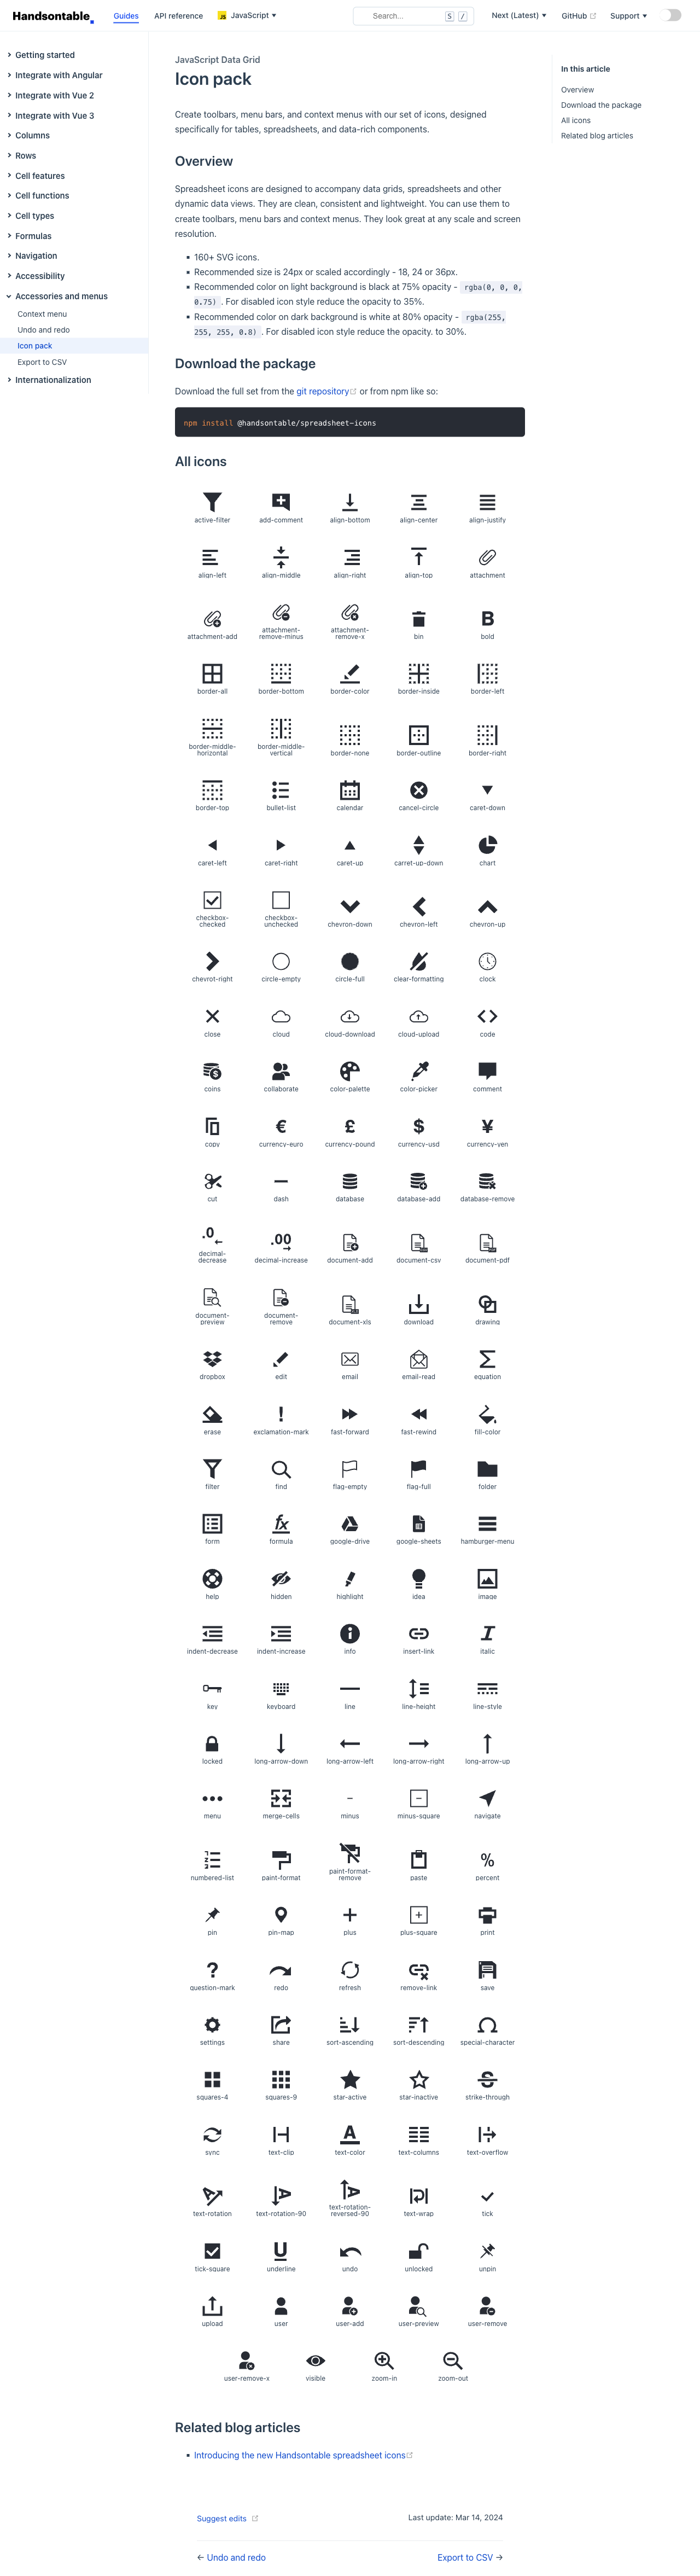 Handsontable
Guides
API reference
JavaScript
Search...
S
/
Next (Latest)
GitHub
Support
Getting started
Integrate with Angular
Integrate with Vue 2
Integrate with Vue 3
Columns
Rows
Cell features
Cell functions
Cell types
Formulas
Navigation
Accessibility
Accessories and menus
Context menu
Undo and redo
Icon pack
Export to CSV
Internationalization
In this article
Overview
Download the package
All icons
Related blog articles
JavaScript Data Grid
Icon pack
Create toolbars, menu bars, and context menus with our set of icons, designed
specifically for tables, spreadsheets, and data-rich components.
Overview
Spreadsheet icons are designed to accompany data grids, spreadsheets and other
dynamic data views. They are clean, consistent and lightweight. You can use them to
create toolbars, menu bars and context menus. They look great at any scale and screen
resolution.
160+ SVG icons.
Recommended size is 24px or scaled accordingly - 18, 24 or 36px.
Recommended color on light background is black at 75% opacity - rgba(0, 0, 0,
0.75) . For disabled icon style reduce the opacity to 35%.
Recommended color on dark background is white at 80% opacity - rgba(255,
255, 255, 0.8) . For disabled icon style reduce the opacity. to 30%.
Download the package
Download the full set from the git repository or from npm like so:
npm install @handsontable/spreadsheet-icons
All icons
active-filter add-comment align-bottom align-center align-justify
align-left align-middle align-right align-top attachment
attachment-add attachment-remove-minus attachment-remove-x bin bold
border-all border-bottom border-color border-inside border-left
border-middle-horizontal border-middle-vertical border-none border-outline border-right
border-top bullet-list calendar cancel-circle caret-down
caret-left caret-right caret-up carret-up-down chart
checkbox-checked checkbox-unchecked chevron-down chevron-left chevron-up
chevrot-right circle-empty circle-full clear-formatting clock
close cloud cloud-download cloud-upload code
coins collaborate color-palette color-picker comment
copy currency-euro currency-pound currency-usd currency-yen
cut dash database database-add database-remove
decimal-decrease decimal-increase document-add document-csv document-pdf
document-preview document-remove document-xls download drawing
dropbox edit email email-read equation
erase exclamation-mark fast-forward fast-rewind fill-color
filter find flag-empty flag-full folder
form formula google-drive google-sheets hamburger-menu
help hidden highlight idea image
indent-decrease indent-increase info insert-link italic
key keyboard line line-height line-style
locked long-arrow-down long-arrow-left long-arrow-right long-arrow-up
menu merge-cells minus minus-square navigate
numbered-list paint-format paint-format-remove paste percent
pin pin-map plus plus-square print
question-mark redo refresh remove-link save
settings share sort-ascending sort-descending special-character
squares-4 squares-9 star-active star-inactive strike-through
sync text-clip text-color text-columns text-overflow
text-rotation text-rotation-90 text-rotation-reversed-90 text-wrap tick
tick-square underline undo unlocked unpin
upload user user-add user-preview user-remove
user-remove-x visible zoom-in zoom-out
Related blog articles
Introducing the new Handsontable spreadsheet icons
Suggest edits
Last update: Mar 14, 2024
← Undo and redo
Export to CSV →